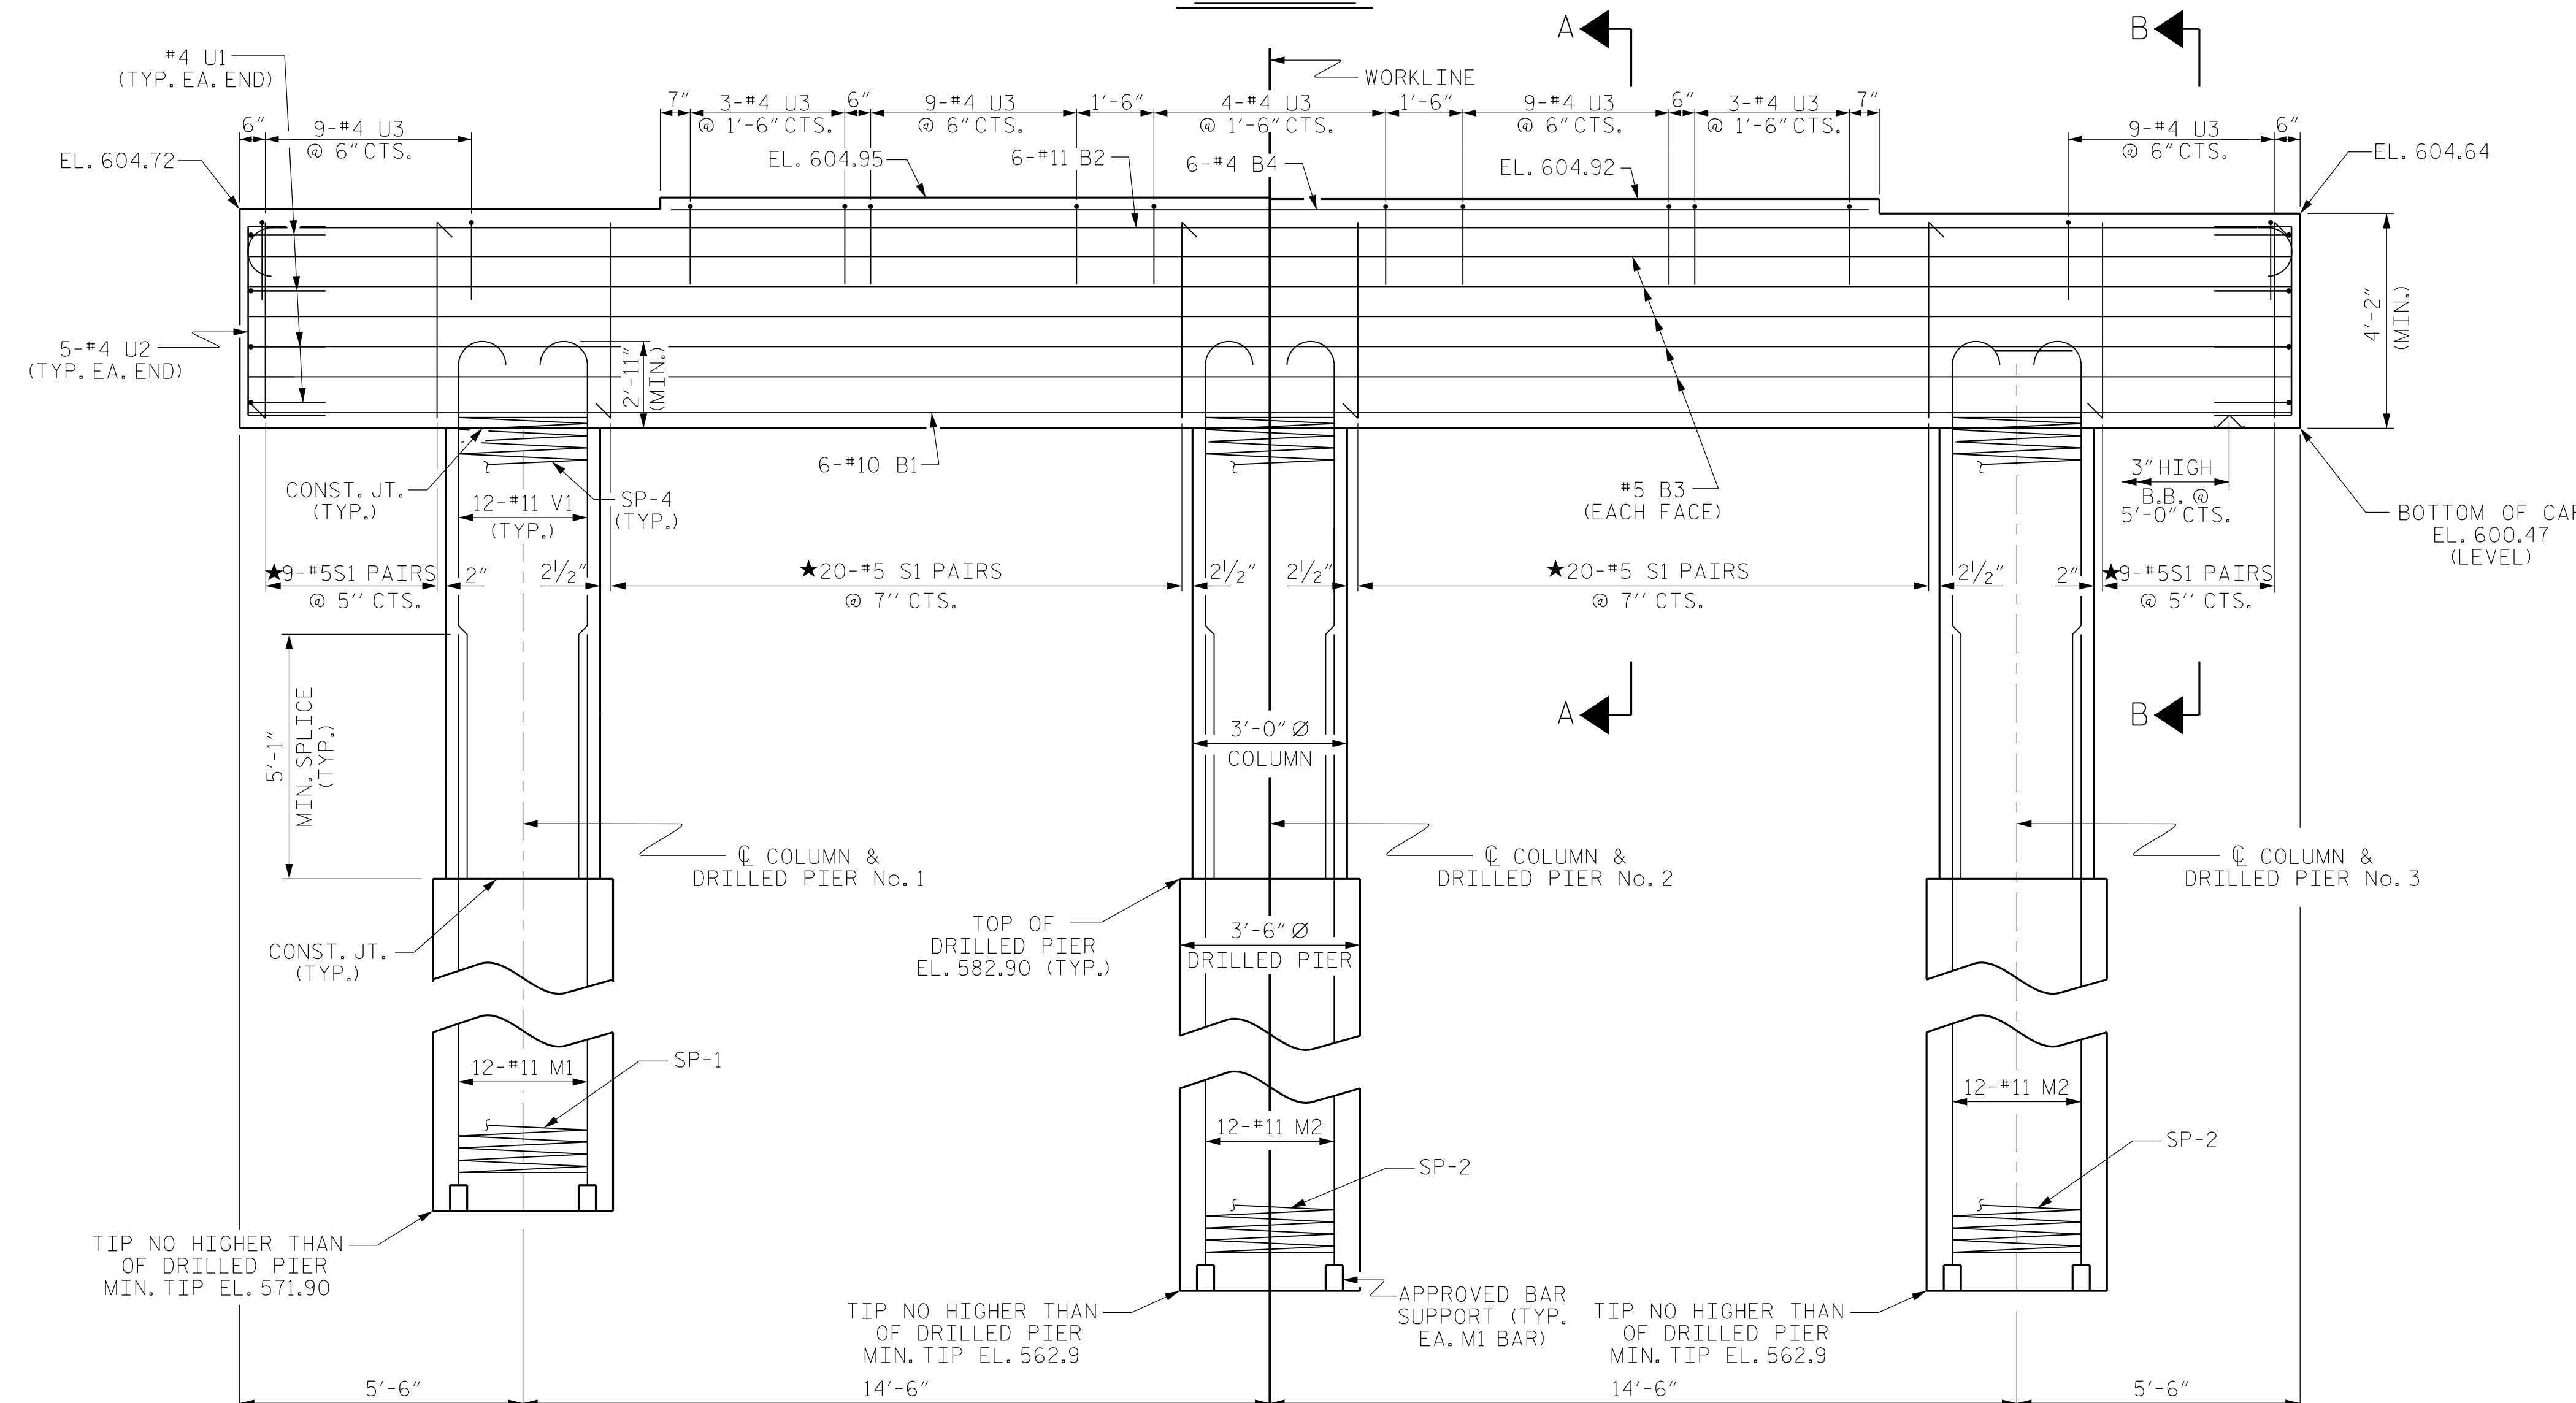 A
B
WORKLINE
#4 U1
(TYP. EA. END)
6"
9-#4 U3
@ 6" CTS.
7"
3-#4 U3
@ 1'-6" CTS.
6"
9-#4 U3
@ 6" CTS.
1'-6"
4-#4 U3
@ 1'-6" CTS.
1'-6"
9-#4 U3
@ 6" CTS.
6"
3-#4 U3
@ 1'-6" CTS.
7"
9-#4 U3
@ 6" CTS.
6"
EL. 604.72
EL. 604.95
6-#11 B2
6-#4 B4
EL. 604.92
EL. 604.64
5-#4 U2
(TYP. EA. END)
2'-11"
(MIN.)
4'-2"
(MIN.)
CONST. JT.
(TYP.)
12-#11 V1
(TYP.)
SP-4
(TYP.)
6-#10 B1
#5 B3
(EACH FACE)
3" HIGH
B.B. @
5'-0" CTS.
BOTTOM OF CAP
EL. 600.47
(LEVEL)
★9-#5S1 PAIRS
@ 5'' CTS.
2"
2½"
★20-#5 S1 PAIRS
@ 7'' CTS.
2½"
2½"
★20-#5 S1 PAIRS
@ 7'' CTS.
2½"
2"
★9-#5S1 PAIRS
@ 5'' CTS.
5'-1"
MIN. SPLICE
(TYP.)
A
B
3'-0" Ø
COLUMN
℄ COLUMN &
DRILLED PIER No. 1
℄ COLUMN &
DRILLED PIER No. 2
℄ COLUMN &
DRILLED PIER No. 3
CONST. JT.
(TYP.)
TOP OF
DRILLED PIER
EL. 582.90 (TYP.)
3'-6" Ø
DRILLED PIER
12-#11 M1
SP-1
12-#11 M2
SP-2
12-#11 M2
SP-2
TIP NO HIGHER THAN
OF DRILLED PIER
MIN. TIP EL. 571.90
TIP NO HIGHER THAN
OF DRILLED PIER
MIN. TIP EL. 562.9
APPROVED BAR
SUPPORT (TYP.
EA. M1 BAR)
TIP NO HIGHER THAN
OF DRILLED PIER
MIN. TIP EL. 562.9
5'-6"
14'-6"
14'-6"
5'-6"